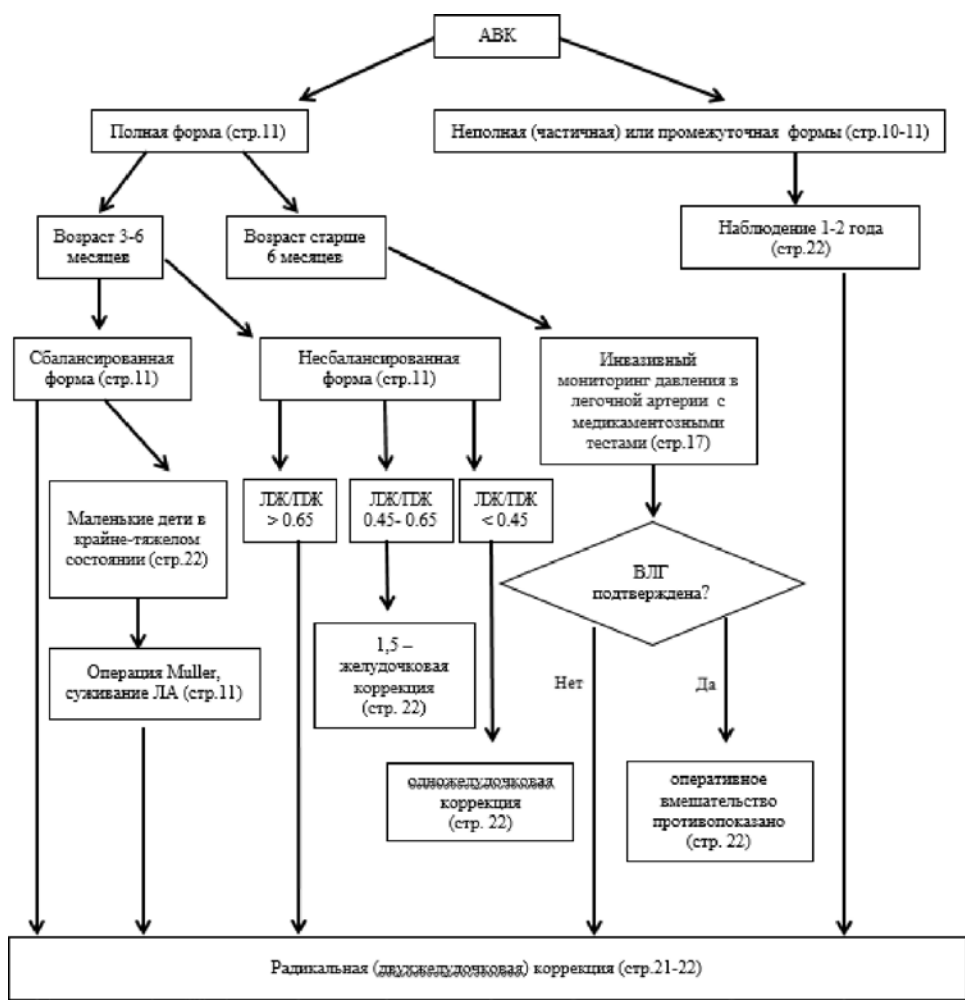 АВК
Полная форма (стр.11)
Неполная (частичная) или промежуточная формы (стр.10-11)
Возраст 3-6
месяцев
Возраст старше
6 месяцев
Наблюдение 1-2 года
(стр.22)
Сбалансированная
форма (стр.11)
Несбалансированная
форма (стр.11)
Инвазивный
мониторинг давления в
легочной артерии с
медикаментозными
тестами (стр.17)
Маленькие дети в
крайне-тяжелом
состоянии (стр.22)
ЛЖ/ПЖ
> 0.65
ЛЖ/ПЖ
0.45- 0.65
ЛЖ/ПЖ
< 0.45
ВЛГ
подтверждена?
Операция Muller,
суживание ЛА (стр.11)
1,5 –
желудочковая
коррекция
(стр. 22)
Нет
Да
одножелудочковая
коррекция
(стр. 22)
оперативное
вмешательство
противопоказано
(стр. 22)
Радикальная (двухжелудочковая) коррекция (стр.21-22)